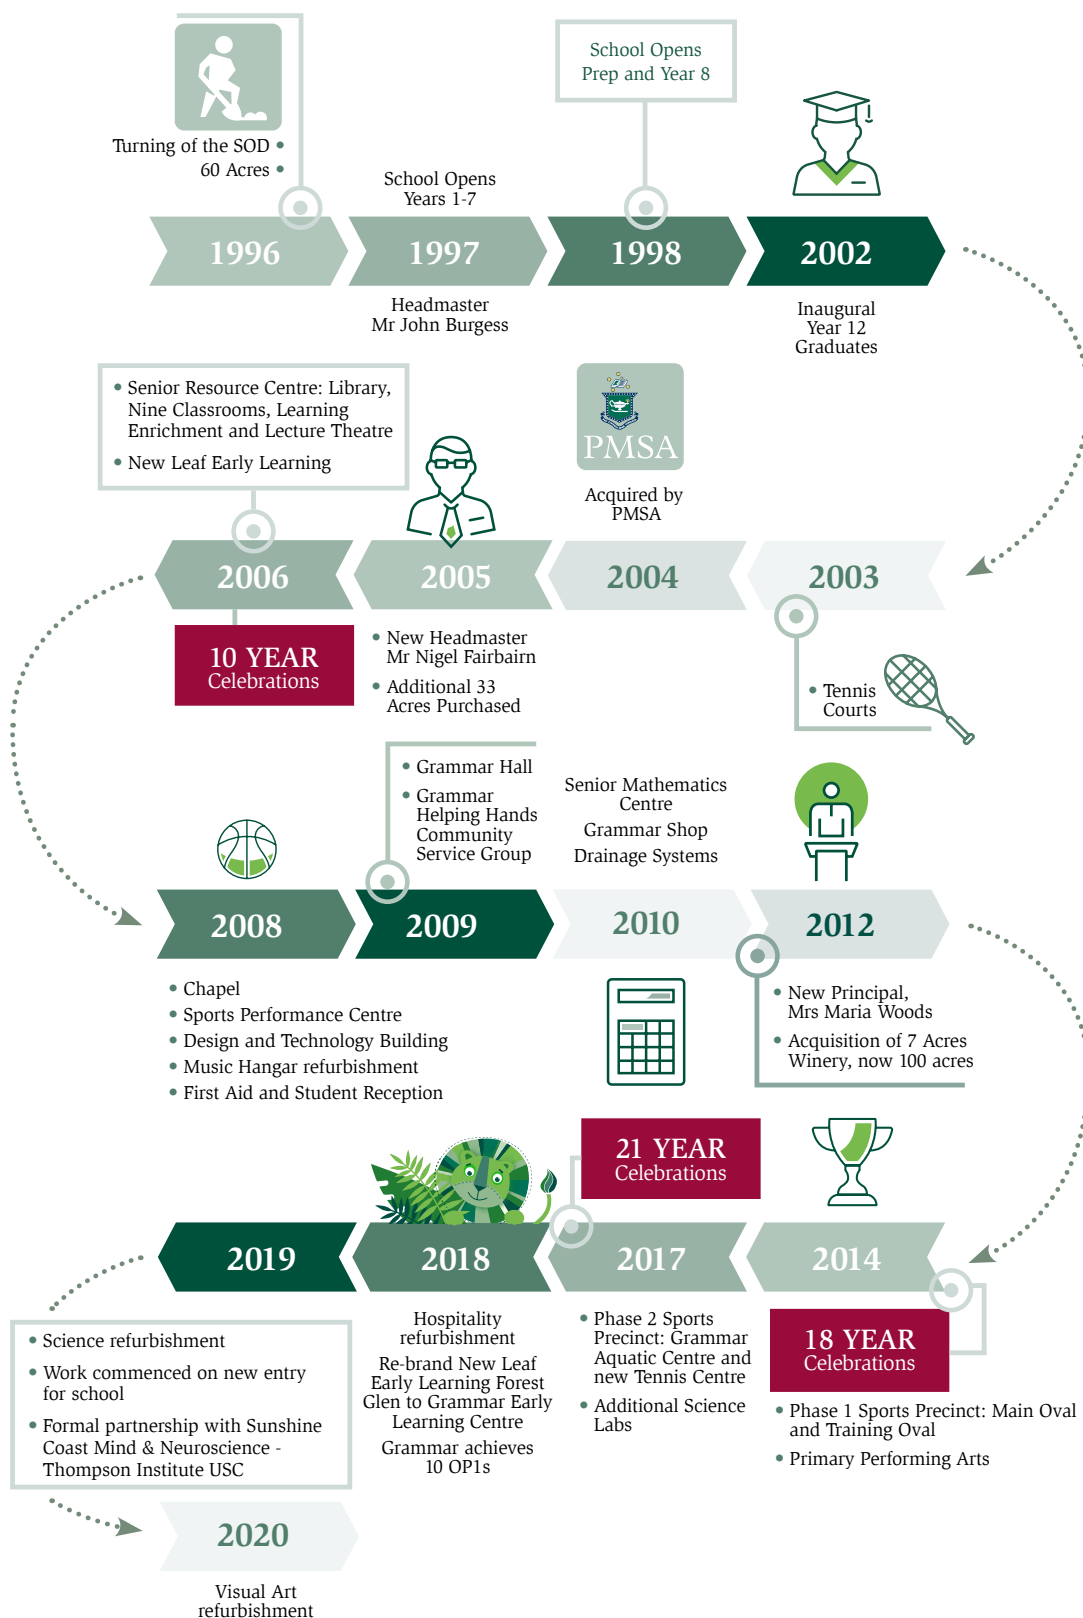 Turning of the SOD
60 Acres
School Opens
Years 1-7
School Opens
Prep and Year 8
1996
1997
1998
2002
Headmaster
Mr John Burgess
Inaugural
Year 12
Graduates
PMSA
Acquired by
PMSA
2003
Tennis
Courts
2004
2005
New Headmaster
Mr Nigel Fairbairn
Additional 33
Acres Purchased
Senior Resource Centre: Library,
Nine Classrooms, Learning
Enrichment and Lecture Theatre
New Leaf Early Learning
2006
10 YEAR
Celebrations
2008
Chapel
Sports Performance Centre
Design and Technology Building
Music Hangar refurbishment
First Aid and Student Reception
Grammar Hall
Grammar
Helping Hands
Community
Service Group
2009
Senior Mathematics
Centre
Grammar Shop
Drainage Systems
2010
2012
New Principal,
Mrs Maria Woods
Acquisition of 7 Acres
Winery, now 100 acres
2014
18 YEAR
Celebrations
Phase 1 Sports Precinct: Main Oval
and Training Oval
Primary Performing Arts
21 YEAR
Celebrations
2017
Phase 2 Sports
Precinct: Grammar
Aquatic Centre and
new Tennis Centre
Additional Science
Labs
2018
Hospitality
refurbishment
Re-brand New Leaf
Early Learning Forest
Glen to Grammar Early
Learning Centre
Grammar achieves
10 OP1s
2019
Science refurbishment
Work commenced on new entry
for school
Formal partnership with Sunshine
Coast Mind & Neuroscience -
Thompson Institute USC
2020
Visual Art
refurbishment